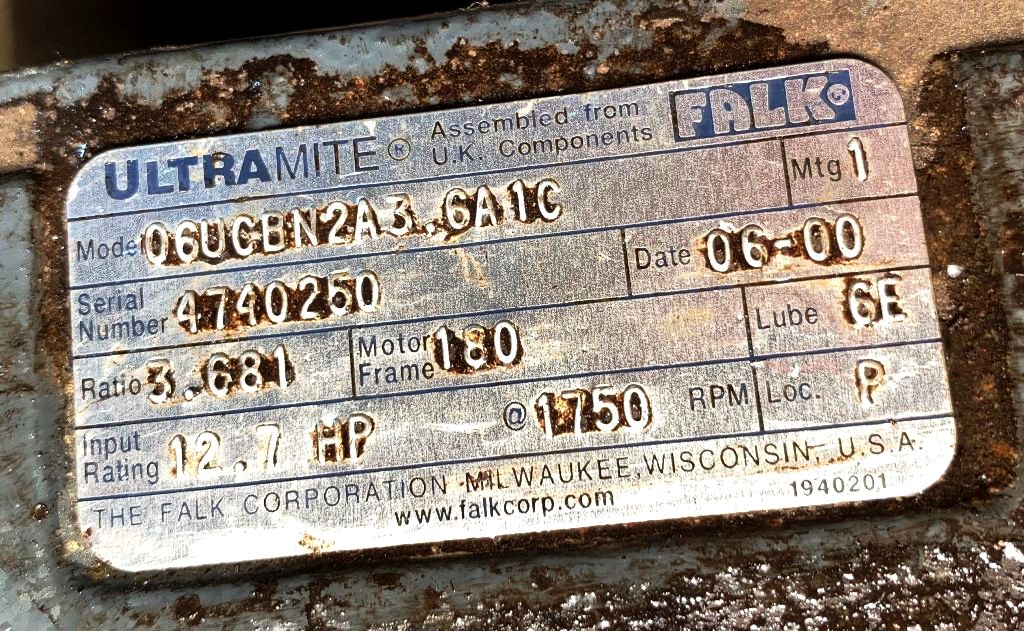 ULTRAMITE® Assembled from U.K. Components FALK®
Model 06UCBN2A3.6A1C Mtg 1
Serial Number 4740250 Date 06-00
Ratio 3.681 Motor Frame 180 Lube 6E
Input Rating 12.7 HP @ 1750 RPM Loc. P
THE FALK CORPORATION MILWAUKEE, WISCONSIN, U.S.A.
www.falkcorp.com 1940201